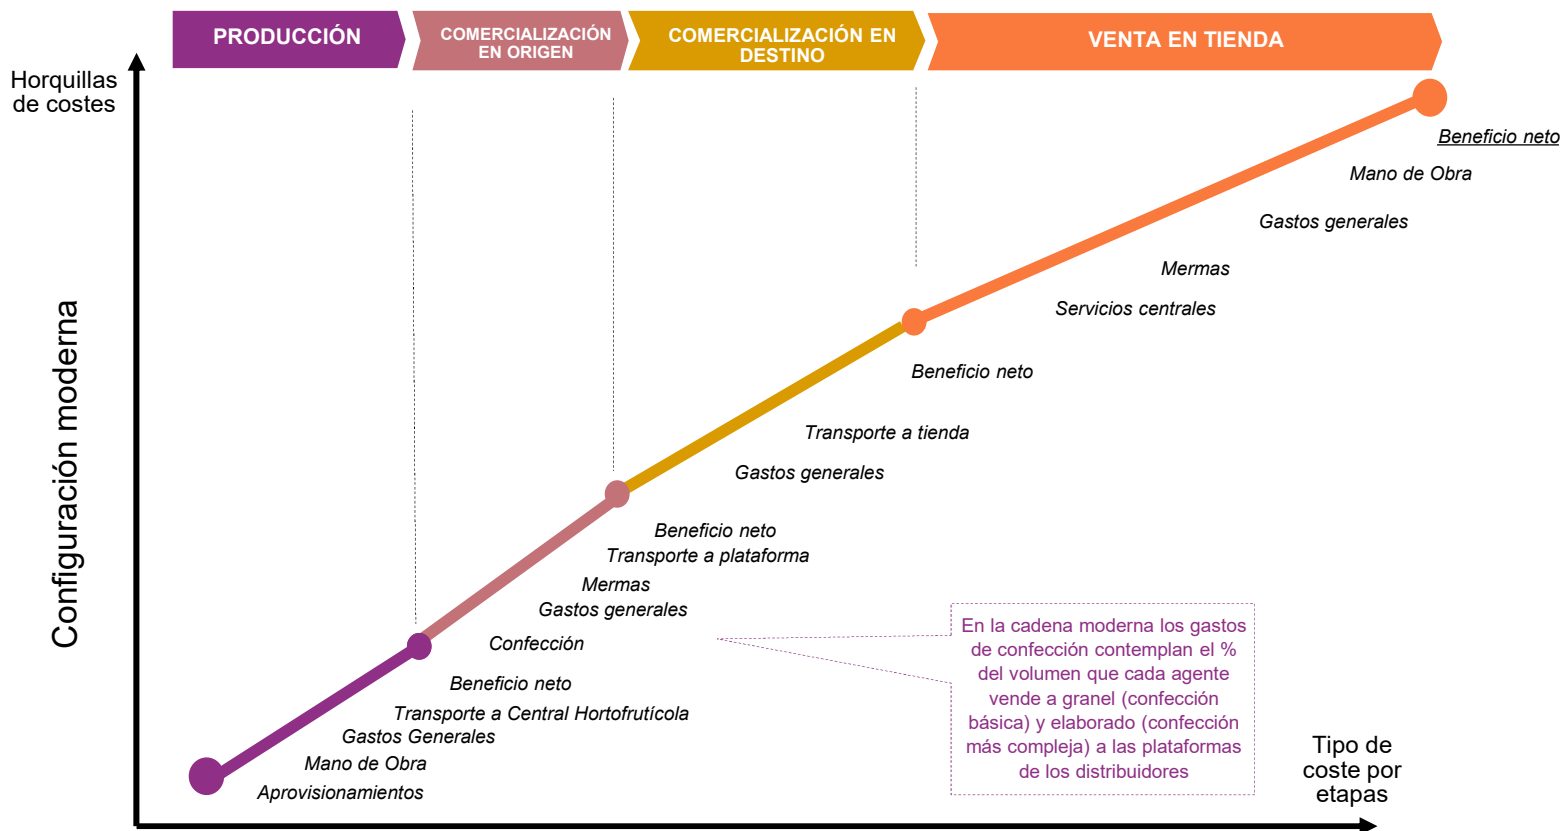 PRODUCCIÓN
COMERCIALIZACIÓN
EN ORIGEN
COMERCIALIZACIÓN EN
DESTINO
VENTA EN TIENDA
Horquillas
de costes
Configuración moderna
Beneficio neto
Mano de Obra
Gastos generales
Mermas
Servicios centrales
Beneficio neto
Transporte a tienda
Gastos generales
Beneficio neto
Transporte a plataforma
Mermas
Gastos generales
Confección
Beneficio neto
Transporte a Central Hortofrutícola
Gastos Generales
Mano de Obra
Aprovisionamientos
En la cadena moderna los gastos
de confección contemplan el %
del volumen que cada agente
vende a granel (confección
básica) y elaborado (confección
más compleja) a las plataformas
de los distribuidores
Tipo de
coste por
etapas